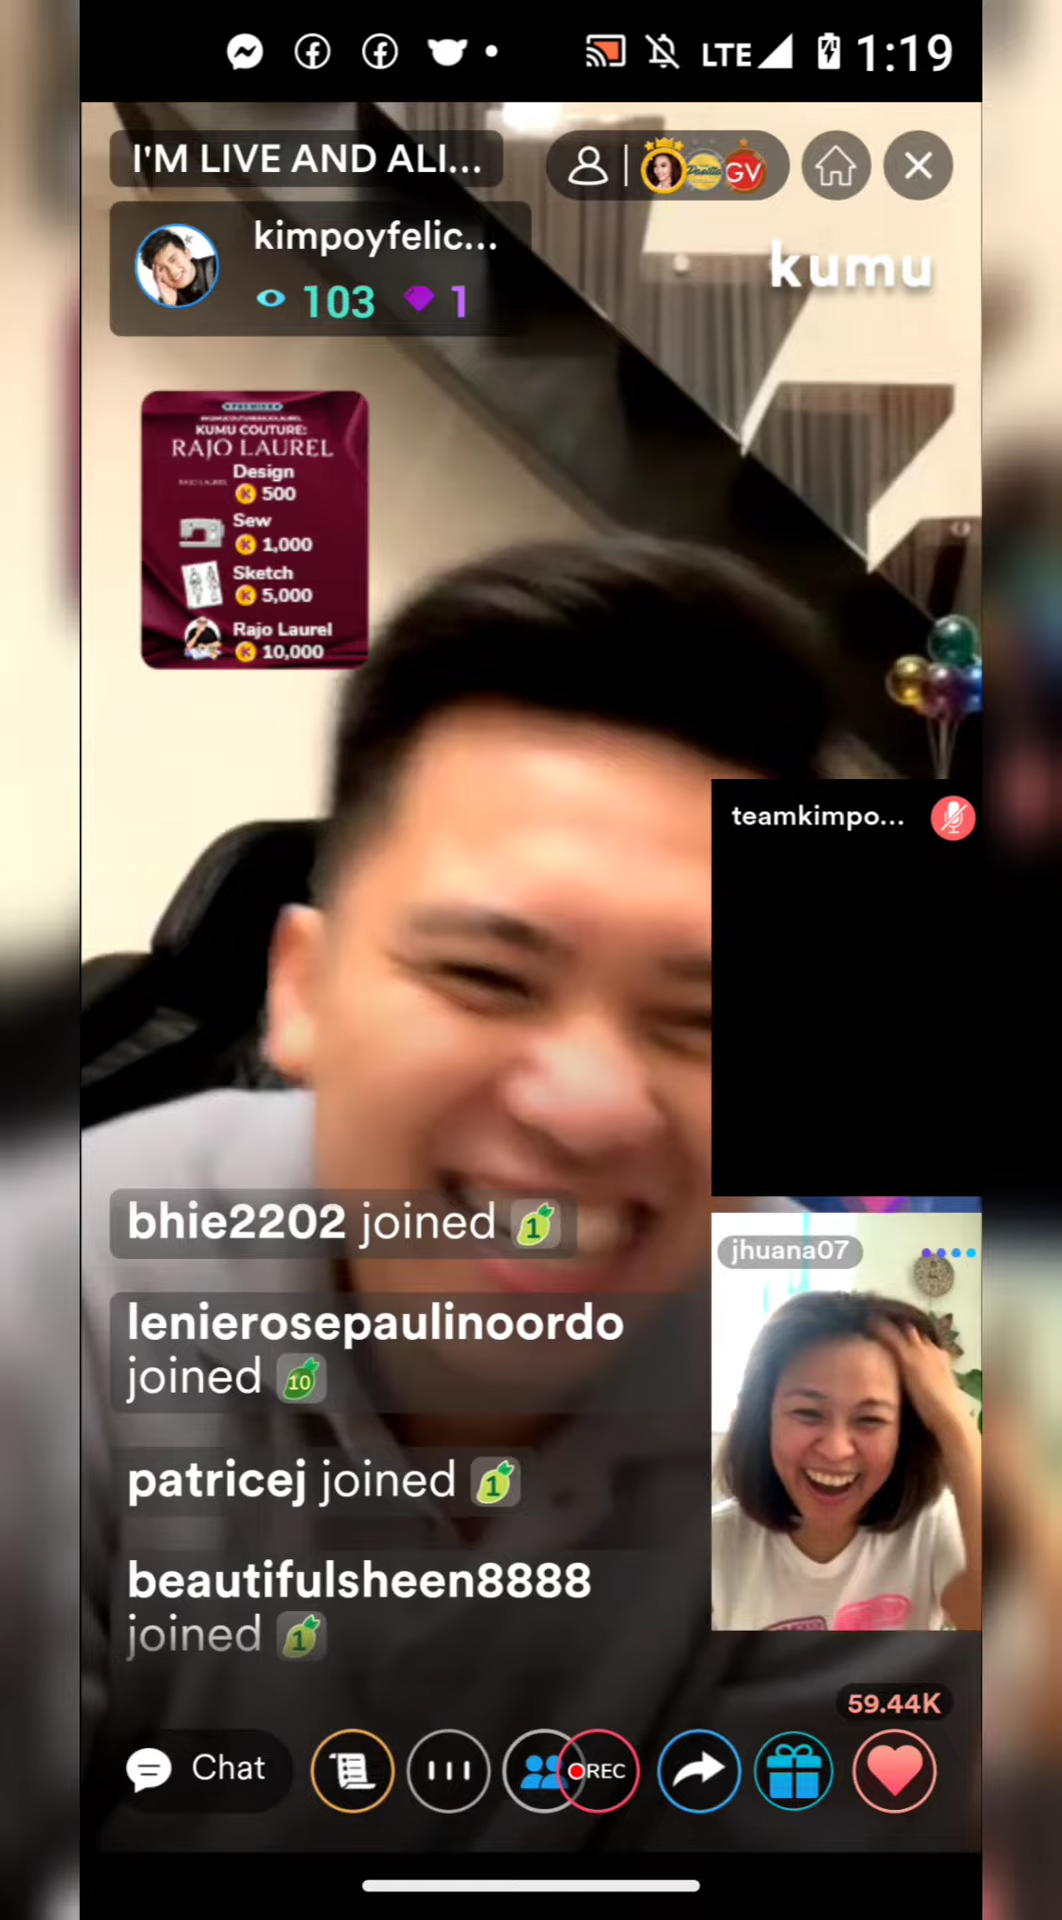 LTE 1:19
I'M LIVE AND ALI...
GV
kimpoyfelic...
103 1
kumu
KUMU COUTURE:
RAJO LAUREL
Design
500
Sew
1,000
Sketch
5,000
Rajo Laurel
10,000
teamkimpo...
bhie2202 joined 1
jhuana07
lenierosepaulinoordo
joined 10
patricej joined 1
beautifulsheen8888
joined 1
59.44K
Chat
REC